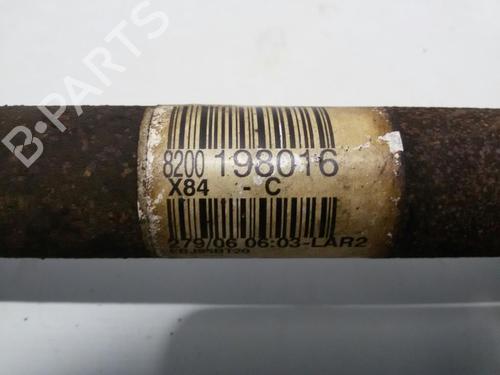 B-PARTS
8200 198016
X84 - C
279/06 06:03-LAR2